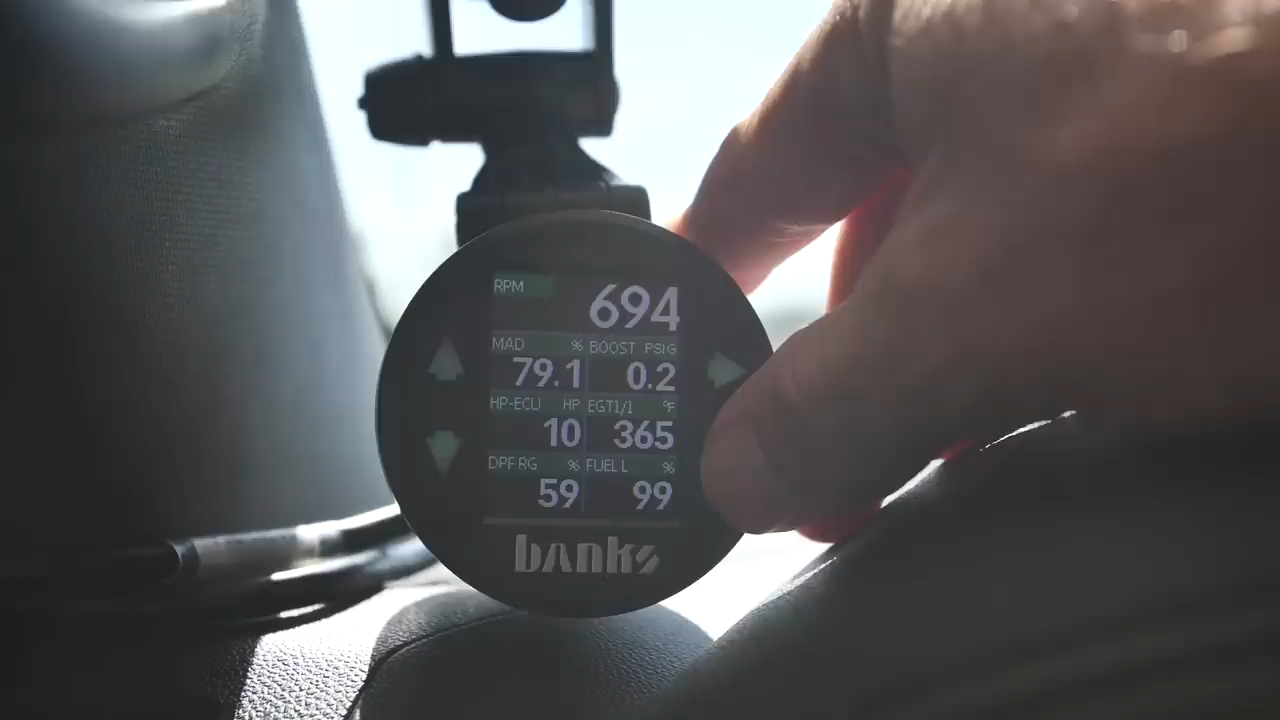 RPM
694
MAD % BOOST PSIG
79.1 0.2
HP-ECU HP EGT1/1 °F
10 365
DPF RG % FUEL L %
59 99
banks